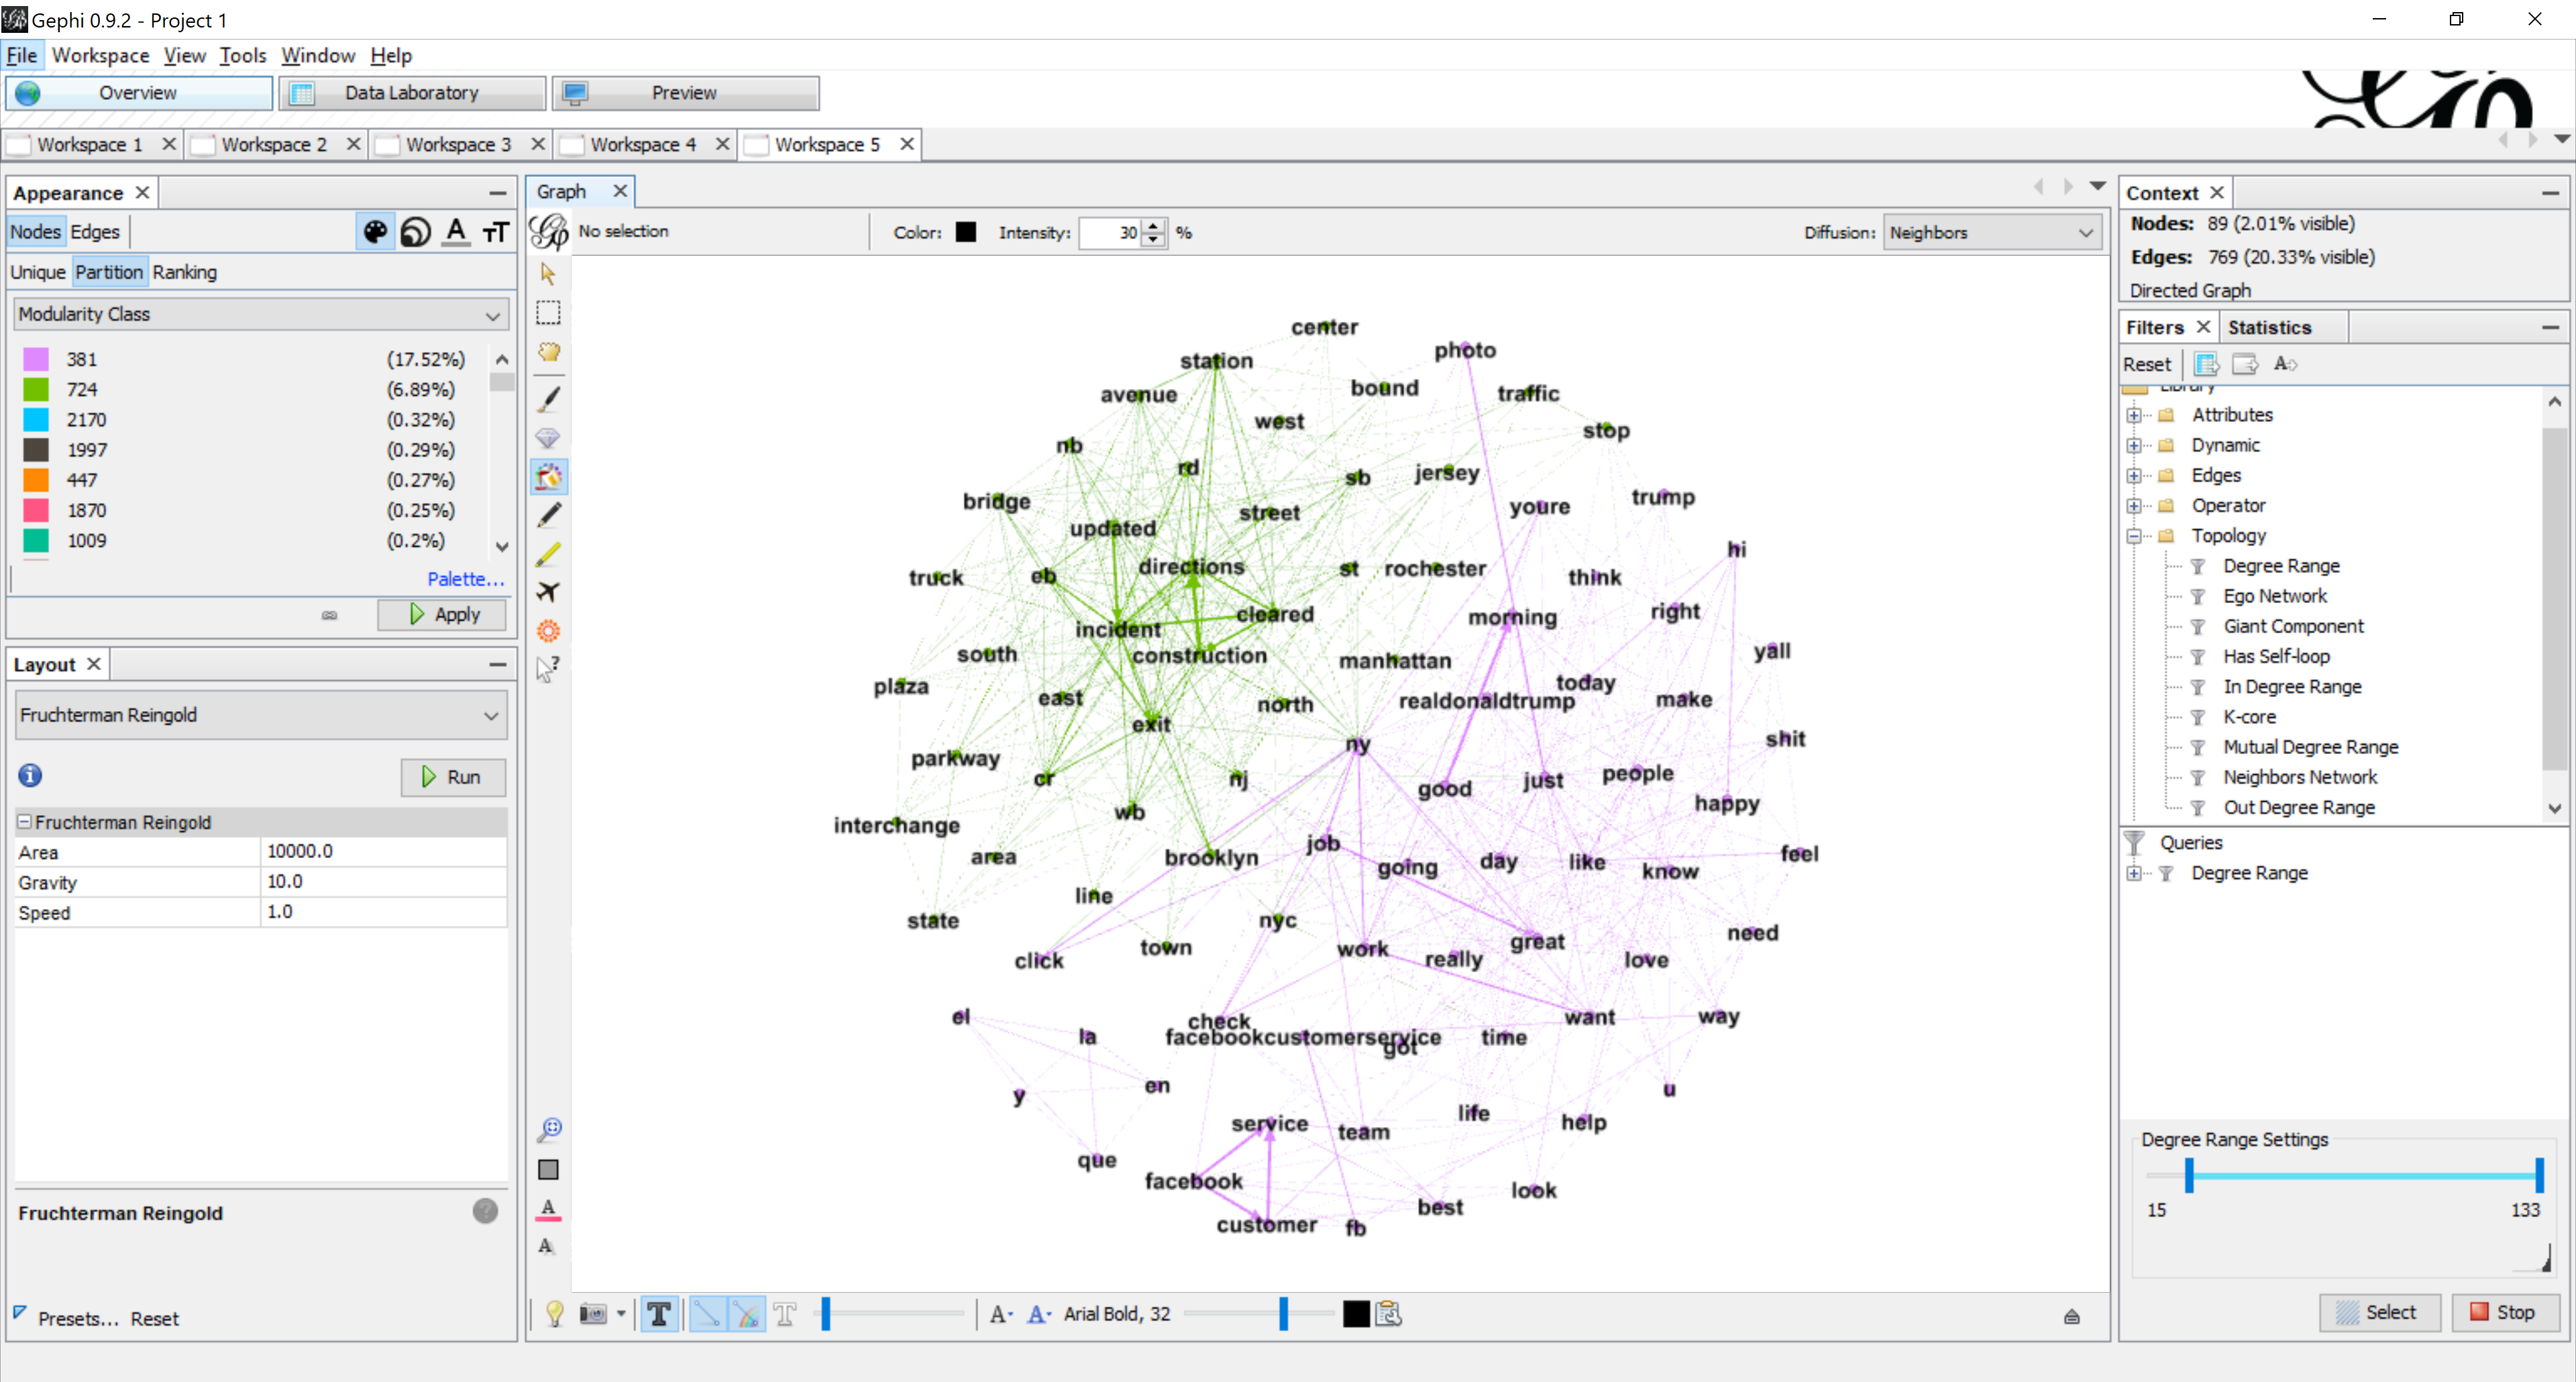 Gephi 0.9.2 - Project 1
File Workspace View Tools Window Help
Overview Data Laboratory Preview
Workspace 1 Workspace 2 Workspace 3 Workspace 4 Workspace 5
Appearance
Nodes Edges
Unique Partition Ranking
Modularity Class
381 (17.52%)
724 (6.89%)
2170 (0.32%)
1997 (0.29%)
447 (0.27%)
1870 (0.25%)
1009 (0.2%)
Palette...
Apply
Layout
Fruchterman Reingold
Run
Fruchterman Reingold
Area 10000.0
Gravity 10.0
Speed 1.0
Fruchterman Reingold
Presets... Reset
Graph
No selection
Color: Intensity: 30 %
Diffusion: Neighbors
center
photo
station
bound
traffic
avenue
west
stop
nb
rd
sb
jersey
bridge
trump
youre
street
updated
hi
directions
st
rochester
truck
eb
think
cleared
right
morning
incident
south
construction
manhattan
yall
plaza
today
east
north
realdonaldtrump
make
exit
ny
shit
parkway
cr
nj
good
just
people
happy
wb
interchange
area
brooklyn
job
going
day
like
know
feel
line
state
nyc
town
work
great
need
click
really
love
el
check
want
way
la
facebookcustomerservice
got
time
y
en
u
service
team
life
help
que
facebook
look
best
customer
fb
Arial Bold, 32
Context
Nodes: 89 (2.01% visible)
Edges: 769 (20.33% visible)
Directed Graph
Filters Statistics
Reset
Library
Attributes
Dynamic
Edges
Operator
Topology
Degree Range
Ego Network
Giant Component
Has Self-loop
In Degree Range
K-core
Mutual Degree Range
Neighbors Network
Out Degree Range
Queries
Degree Range
Degree Range Settings
15 133
Select Stop